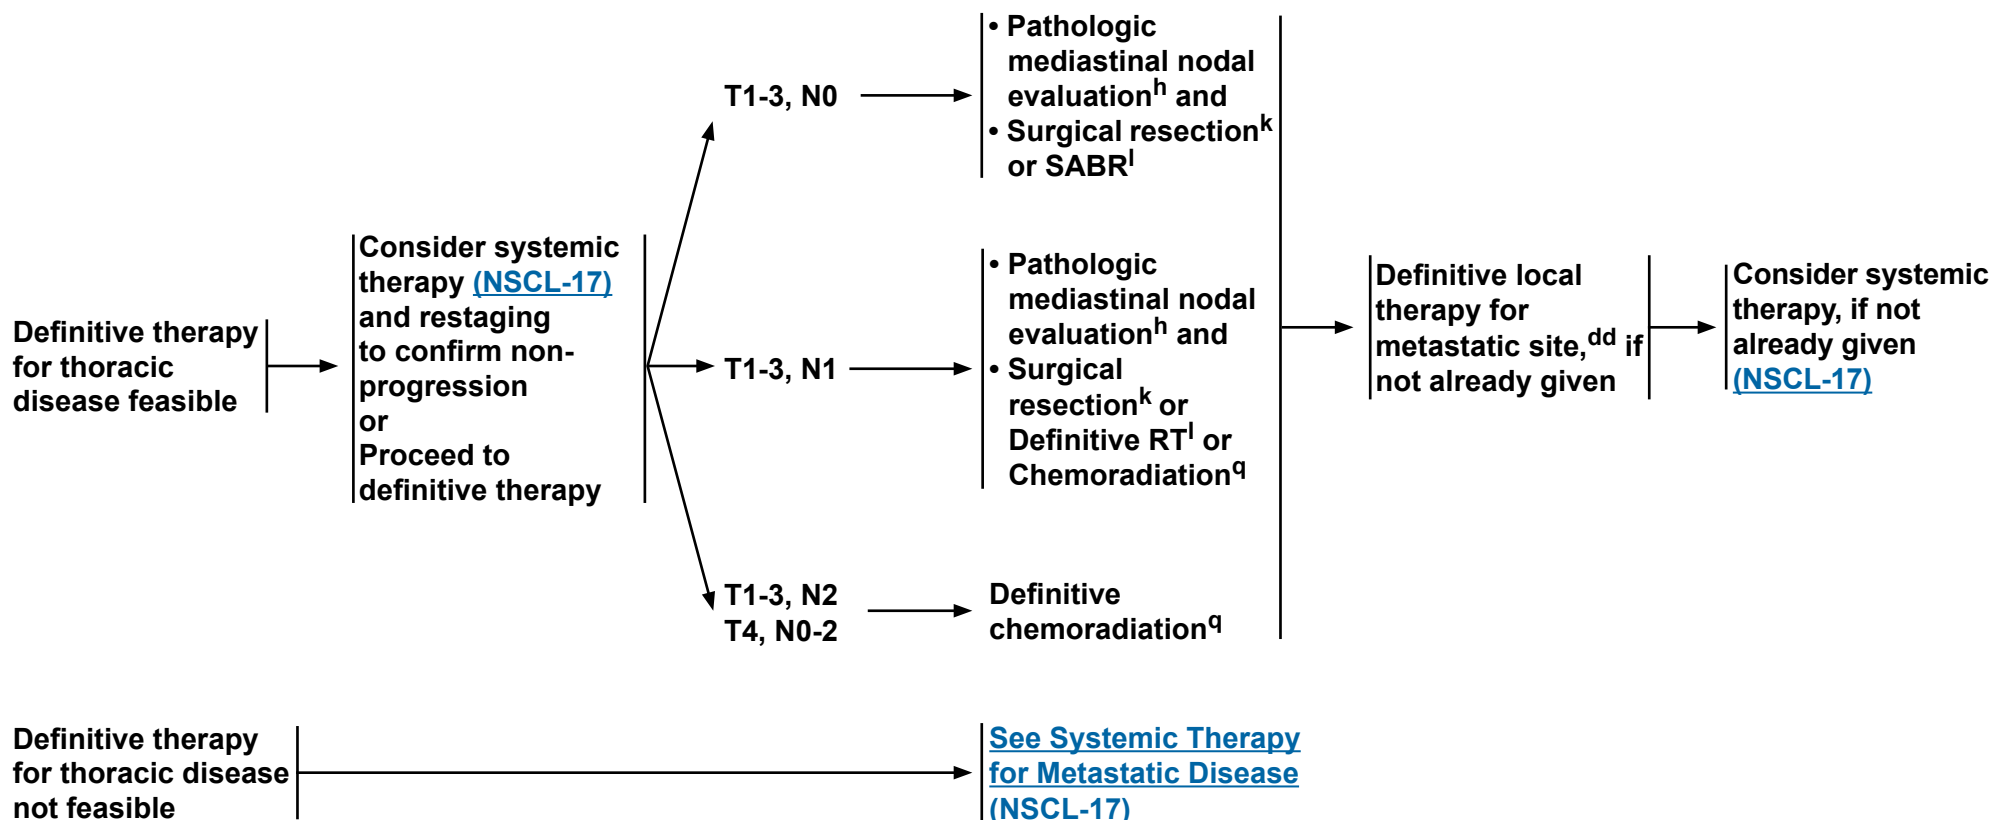 Definitive therapy
for thoracic
disease feasible
Consider systemic
therapy (NSCL-17)
and restaging
to confirm non-
progression
or
Proceed to
definitive therapy
T1-3, N0
• Pathologic
mediastinal nodal
evaluationh and
• Surgical resectionk
or SABRl
T1-3, N1
• Pathologic
mediastinal nodal
evaluationh and
• Surgical
resectionk or
Definitive RTl or
Chemoradiationq
T1-3, N2
T4, N0-2
Definitive
chemoradiationq
Definitive local
therapy for
metastatic site,dd if
not already given
Consider systemic
therapy, if not
already given
(NSCL-17)
Definitive therapy
for thoracic disease
not feasible
See Systemic Therapy
for Metastatic Disease
(NSCL-17)